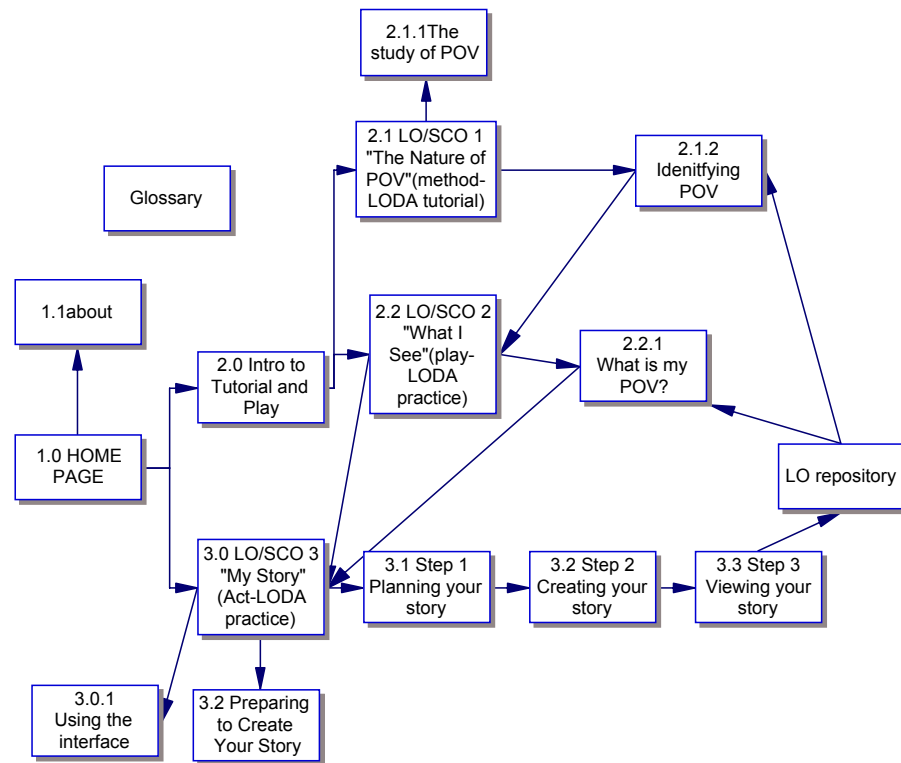 2.1.1The
study of POV
2.1 LO/SCO 1
"The Nature of
POV"(method-
LODA tutorial)
2.1.2
Idenitfying
POV
Glossary
1.1about
2.2 LO/SCO 2
"What I
See"(play-
LODA
practice)
2.2.1
What is my
POV?
2.0 Intro to
Tutorial and
Play
1.0 HOME
PAGE
LO repository
3.0 LO/SCO 3
"My Story"
(Act-LODA
practice)
3.1 Step 1
Planning your
story
3.2 Step 2
Creating your
story
3.3 Step 3
Viewing your
story
3.0.1
Using the
interface
3.2 Preparing
to Create
Your Story